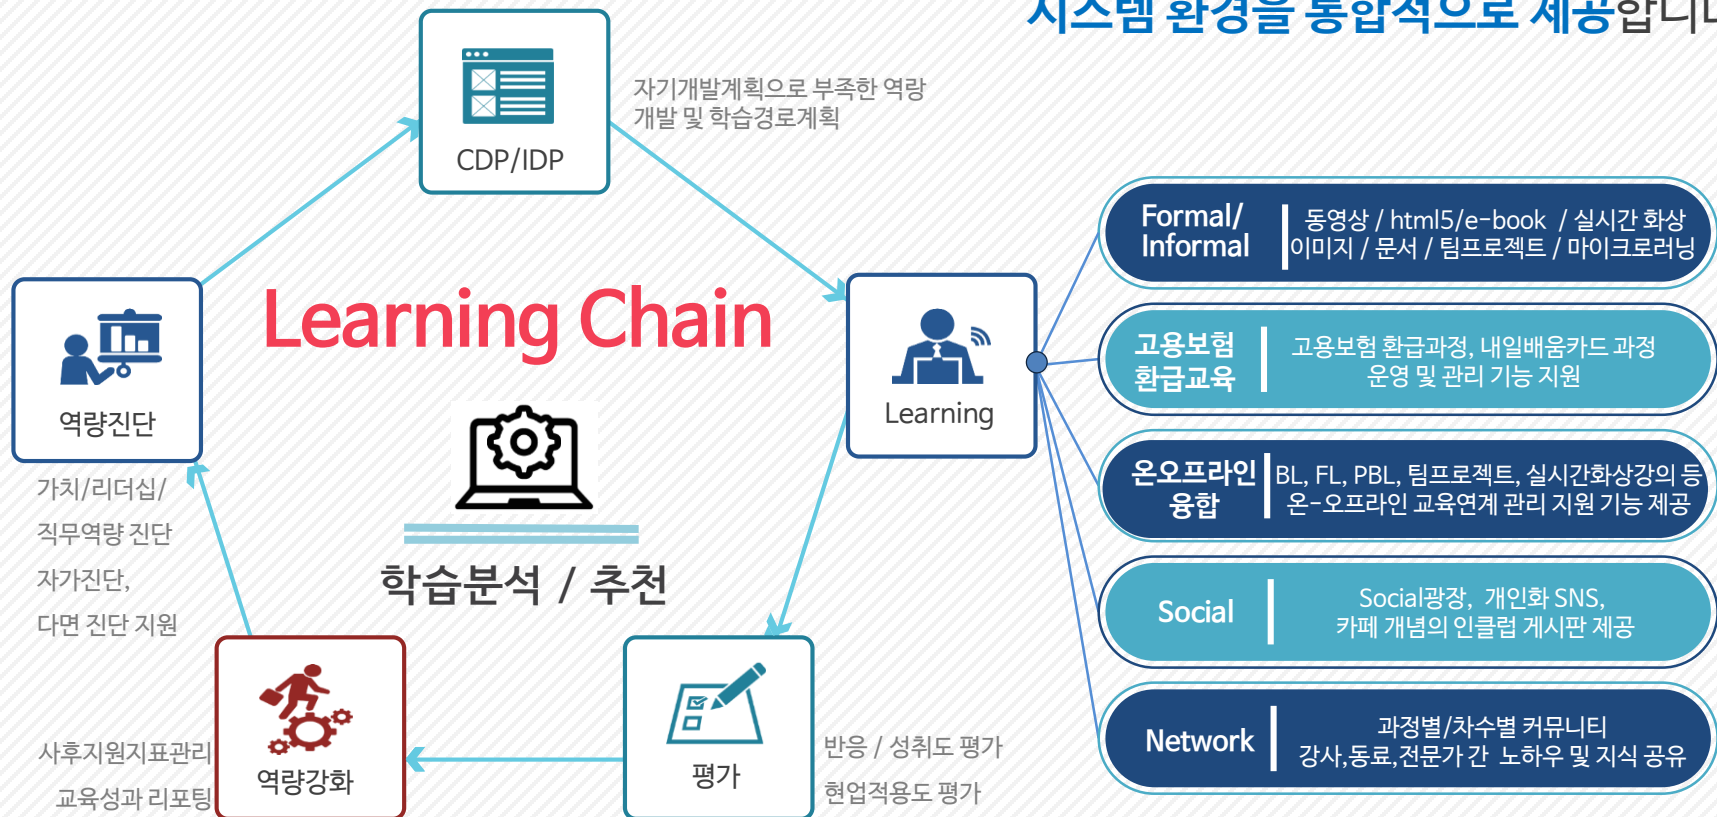 시스템 환경을 통합적으로 제공합니다
CDP/IDP
자기개발계획으로 부족한 역량
개발 및 학습경로계획
Learning Chain
학습분석 / 추천
역량진단
가치/리더십/
직무역량 진단
자가진단,
다면 진단 지원
Learning
역량강화
사후지원지표관리
교육성과 리포팅
평가
반응 / 성취도 평가
현업적용도 평가
Formal/
Informal
동영상 / html5/e-book / 실시간 화상
이미지 / 문서 / 팀프로젝트 / 마이크로러닝
고용보험
환급교육
고용보험 환급과정, 내일배움카드 과정
운영 및 관리 기능 지원
온오프라인
융합
BL, FL, PBL, 팀프로젝트, 실시간화상강의 등
온-오프라인 교육연계 관리 지원 기능 제공
Social
Social광장, 개인화 SNS,
카페 개념의 인클럽 게시판 제공
Network
과정별/차수별 커뮤니티
강사,동료,전문가 간 노하우 및 지식 공유